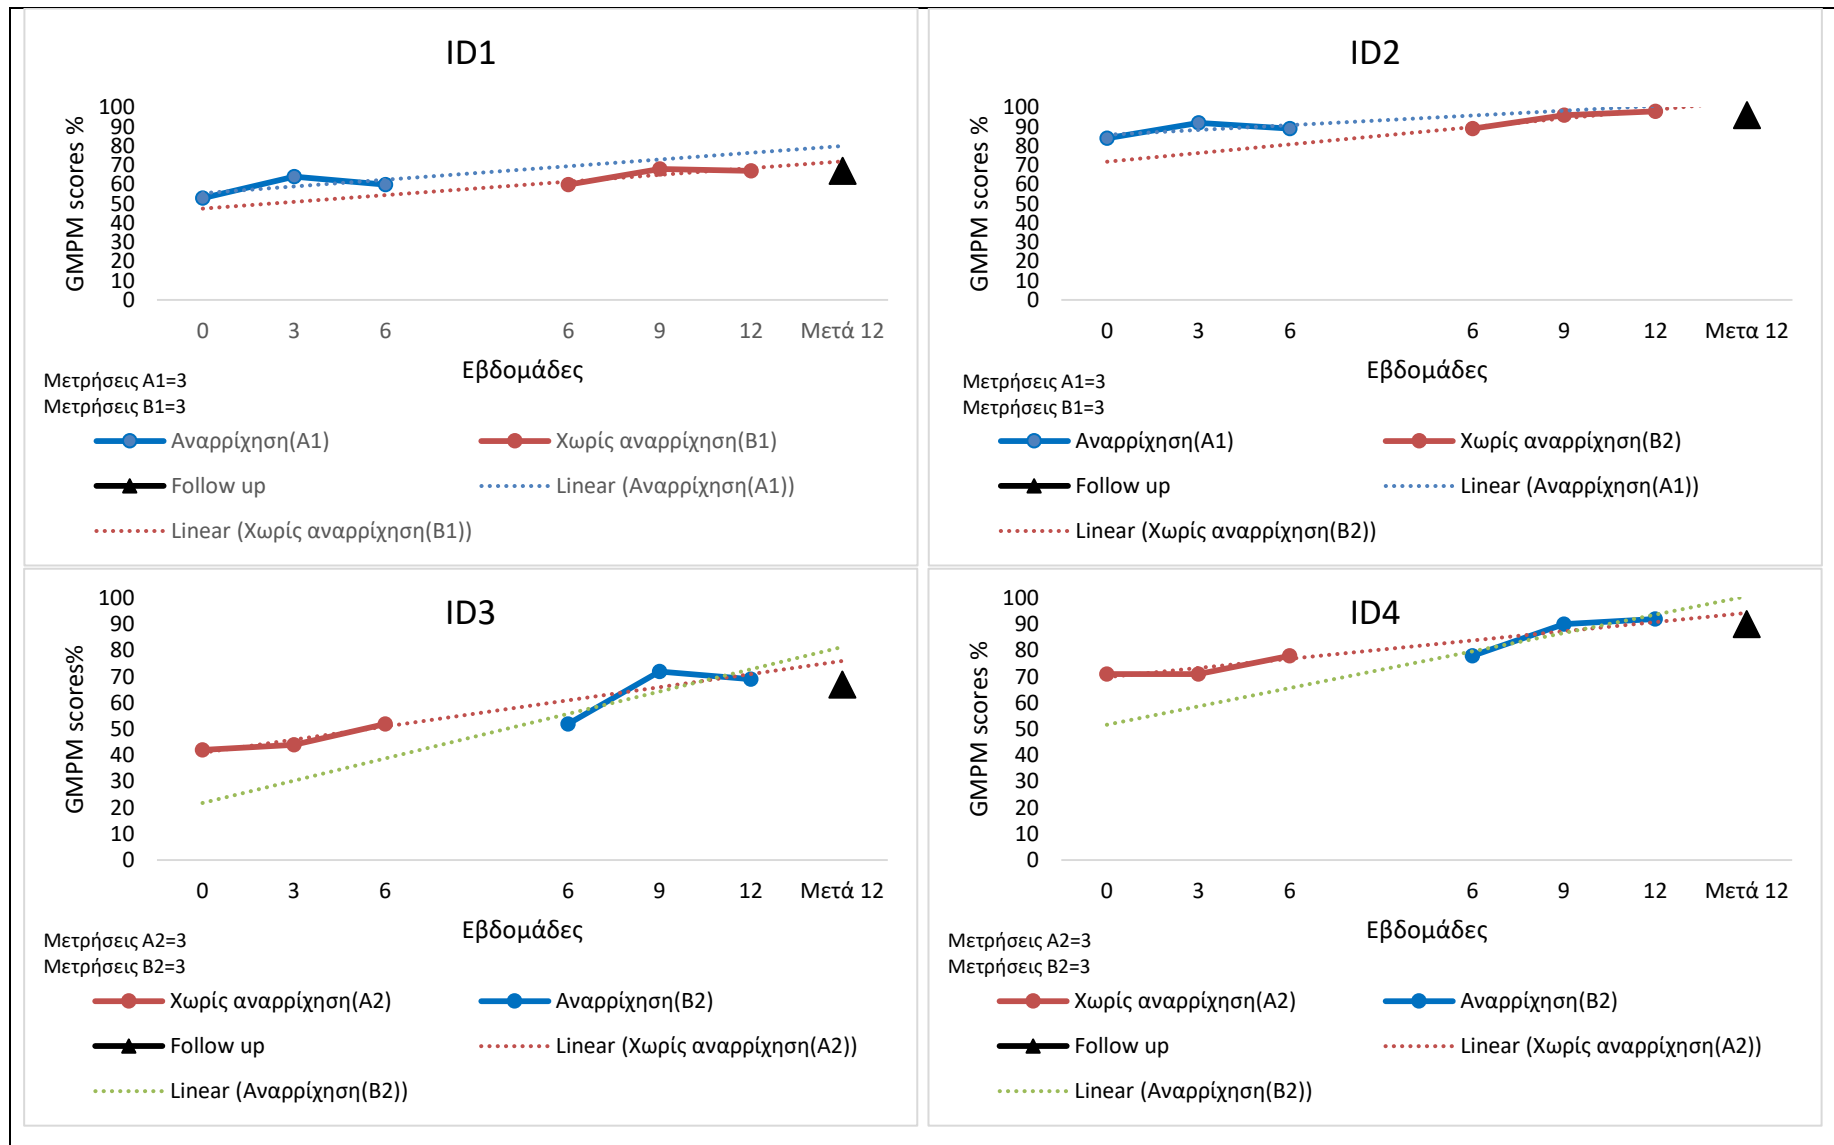 ID1
GMPM scores %
100
90
80
70
60
50
40
30
20
10
0
0 3 6 6 9 12 Μετά 12
Εβδομάδες
Μετρήσεις Α1=3
Μετρήσεις Β1=3
Αναρρίχηση(Α1) Χωρίς αναρρίχηση(Β1)
Follow up Linear (Αναρρίχηση(Α1))
Linear (Χωρίς αναρρίχηση(Β1))
ID2
GMPM scores %
100
90
80
70
60
50
40
30
20
10
0
0 3 6 6 9 12 Μετά 12
Εβδομάδες
Μετρήσεις Α1=3
Μετρήσεις Β1=3
Αναρρίχηση(Α1) Χωρίς αναρρίχηση(Β2)
Follow up Linear (Αναρρίχηση(Α1))
Linear (Χωρίς αναρρίχηση(Β2))
ID3
GMPM scores%
100
90
80
70
60
50
40
30
20
10
0
0 3 6 6 9 12 Μετά 12
Εβδομάδες
Μετρήσεις Α2=3
Μετρήσεις Β2=3
Χωρίς αναρρίχηση(Α2) Αναρρίχηση(Β2)
Follow up Linear (Χωρίς αναρρίχηση(Α2))
Linear (Αναρρίχηση(Β2))
ID4
GMPM scores %
100
90
80
70
60
50
40
30
20
10
0
0 3 6 6 9 12 Μετά 12
Εβδομάδες
Μετρήσεις Α2=3
Μετρήσεις Β2=3
Χωρίς αναρρίχηση(Α2) Αναρρίχηση(Β2)
Follow up Linear (Χωρίς αναρρίχηση(Α2))
Linear (Αναρρίχηση(Β2))